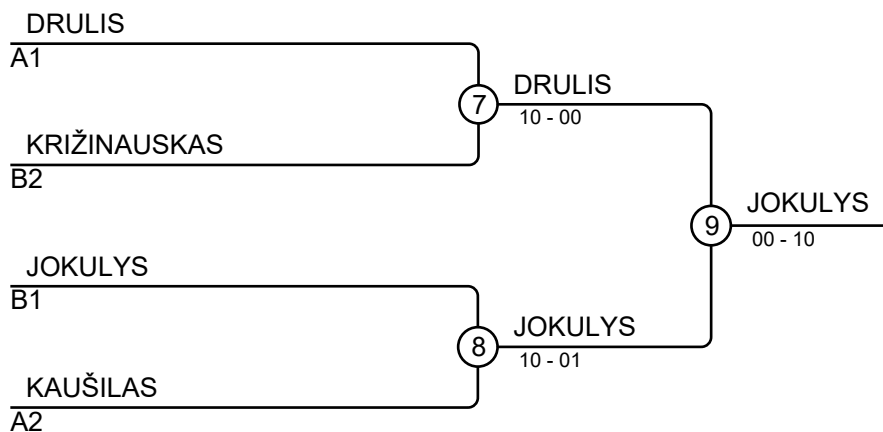 DRULIS
A1
7
DRULIS
10 - 00
KRIŽINAUSKAS
B2
9
JOKULYS
00 - 10
JOKULYS
B1
8
JOKULYS
10 - 01
KAUŠILAS
A2